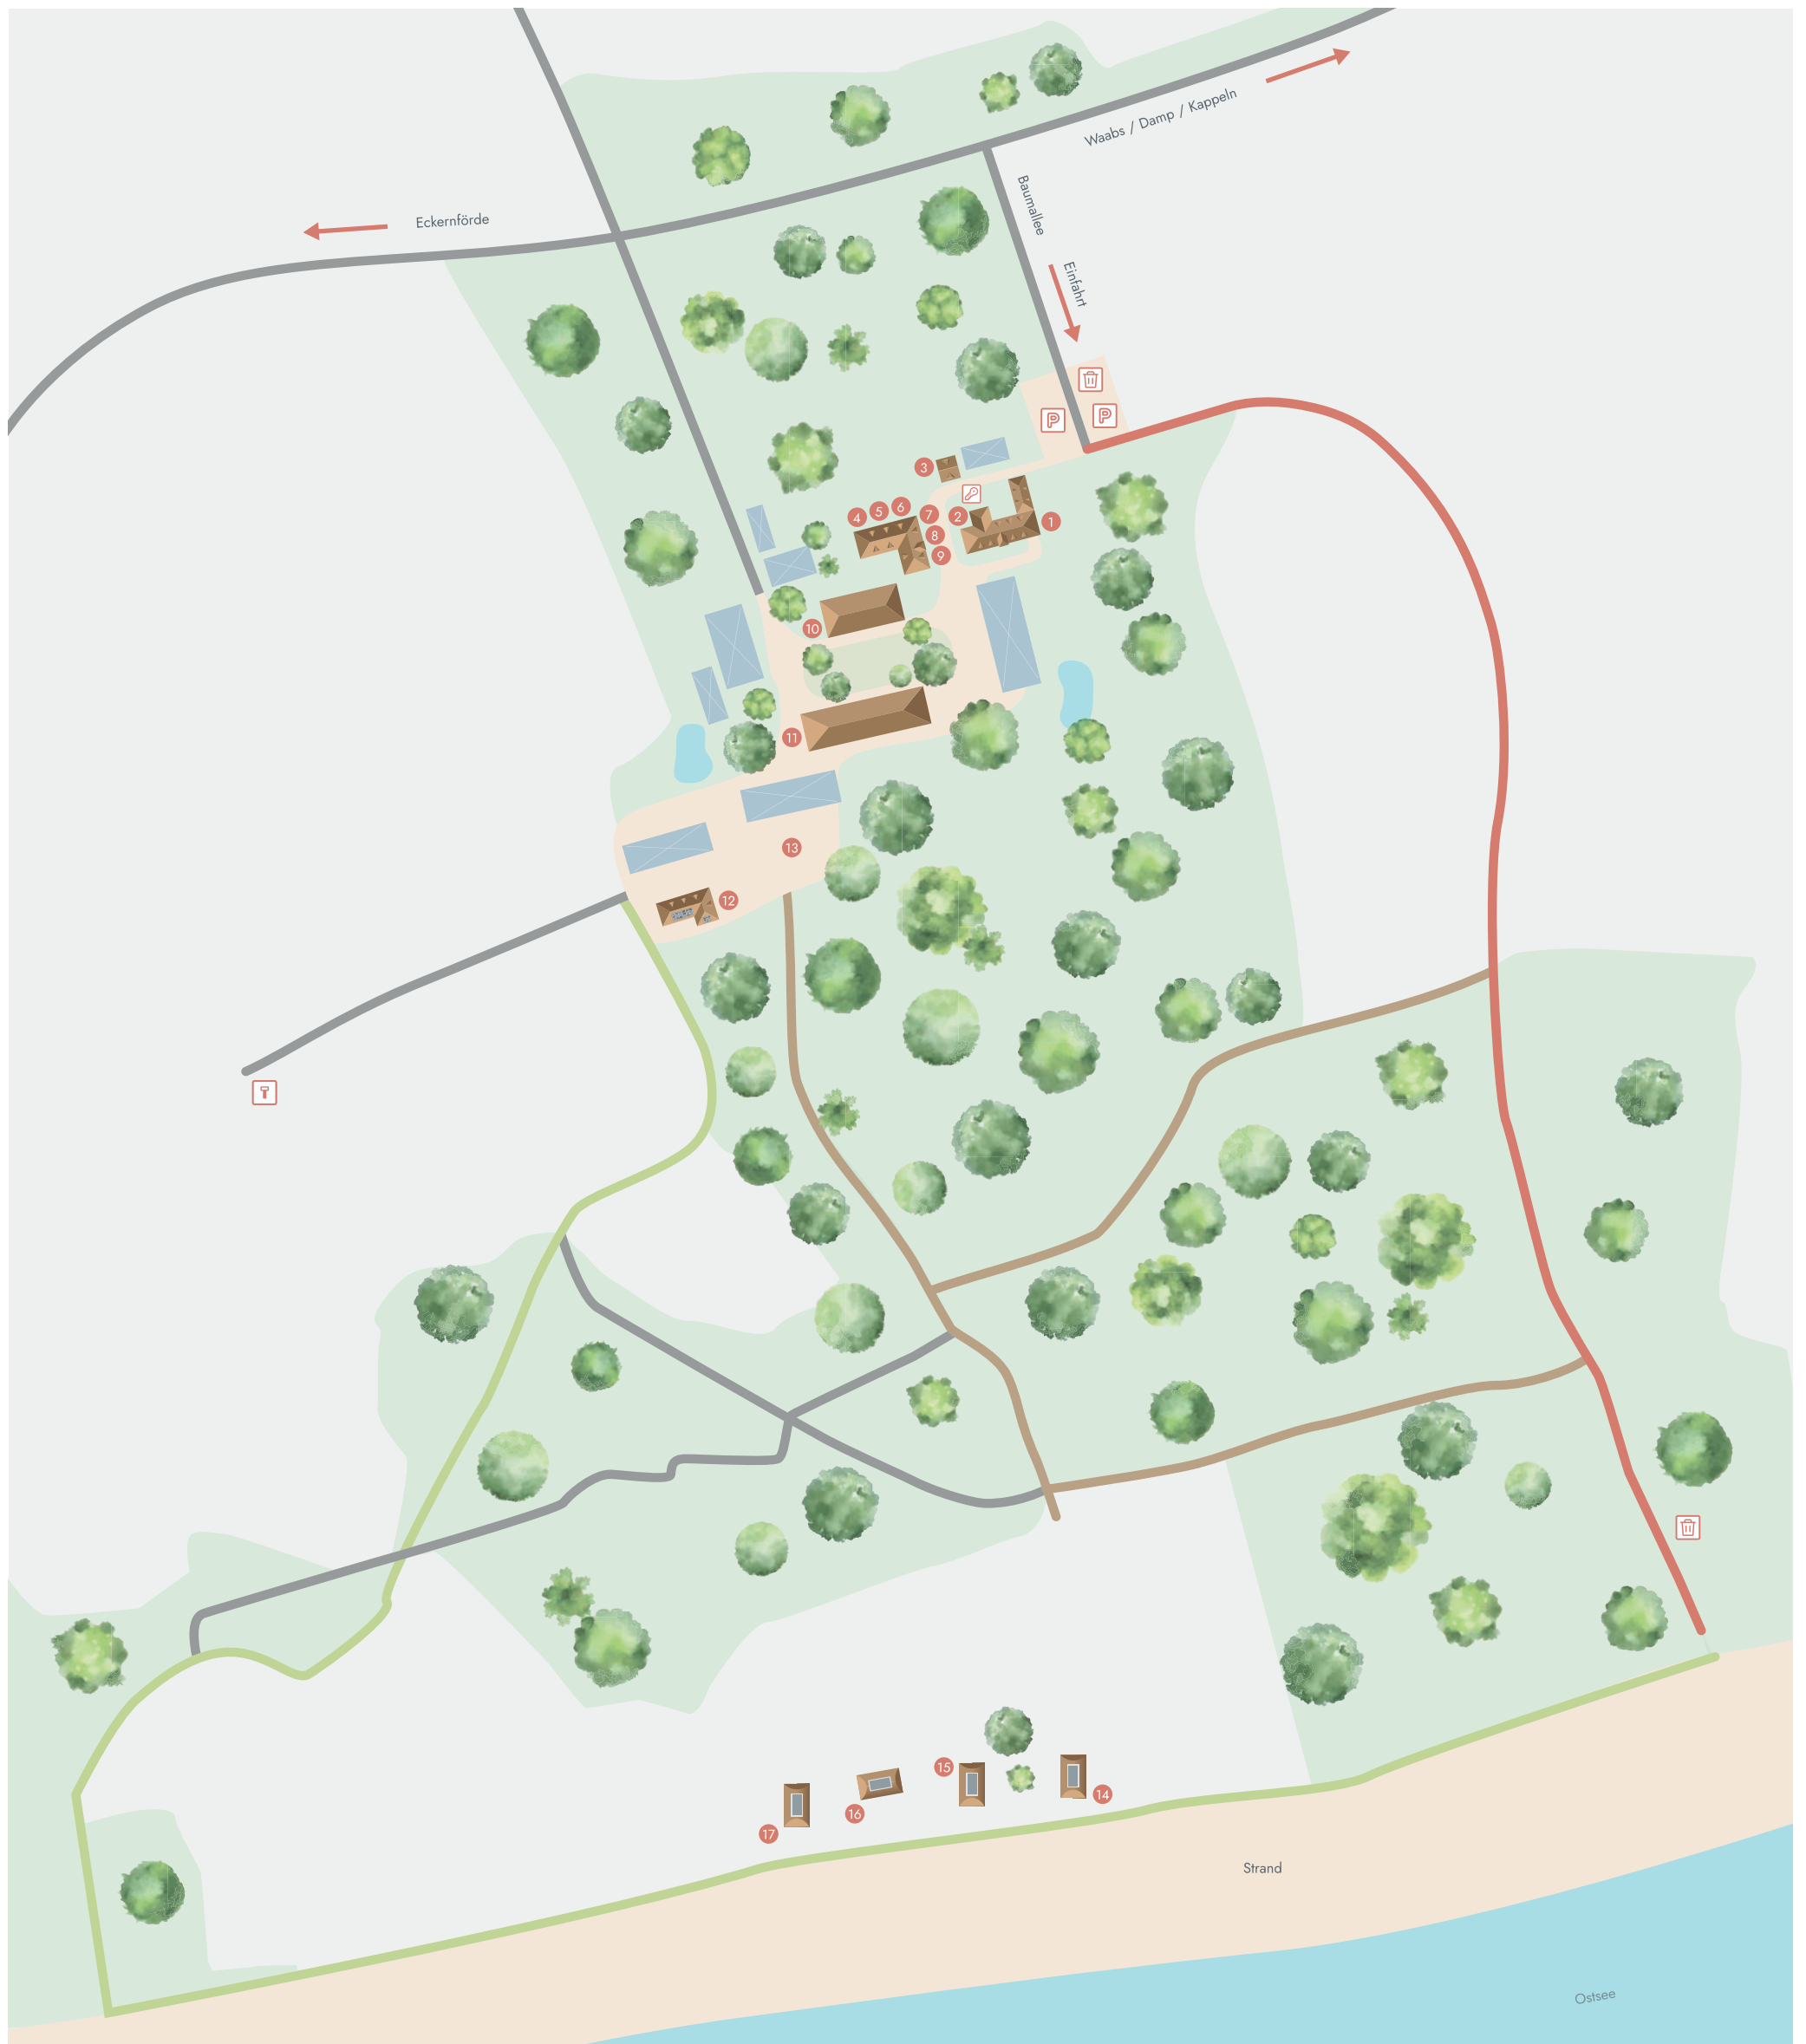 Waabs / Damp / Kappeln
Eckernförde
Baumallee
Einfahrt
P
P
3
4
5
6
7
2
1
8
9
10
11
13
12
T
15
14
16
17
Strand
Ostsee